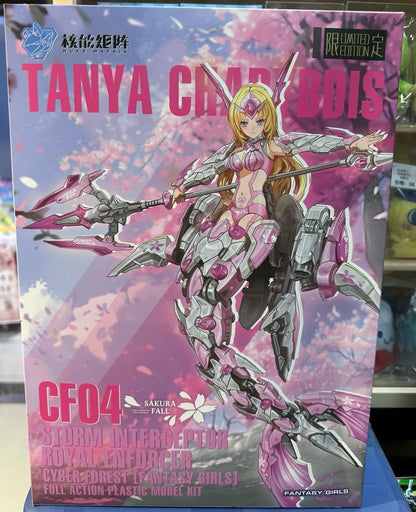 核能矩阵
NUKE MATRIX
限 LIMITED EDITION 定
TANYA
CF04
SAKURA
FALL
STORM INTERCEPTOR
ROYAL ENFORCER
CYBER FOREST [FANTASY GIRLS]
FULL ACTION PLASTIC MODEL KIT
FANTASY GIRLS